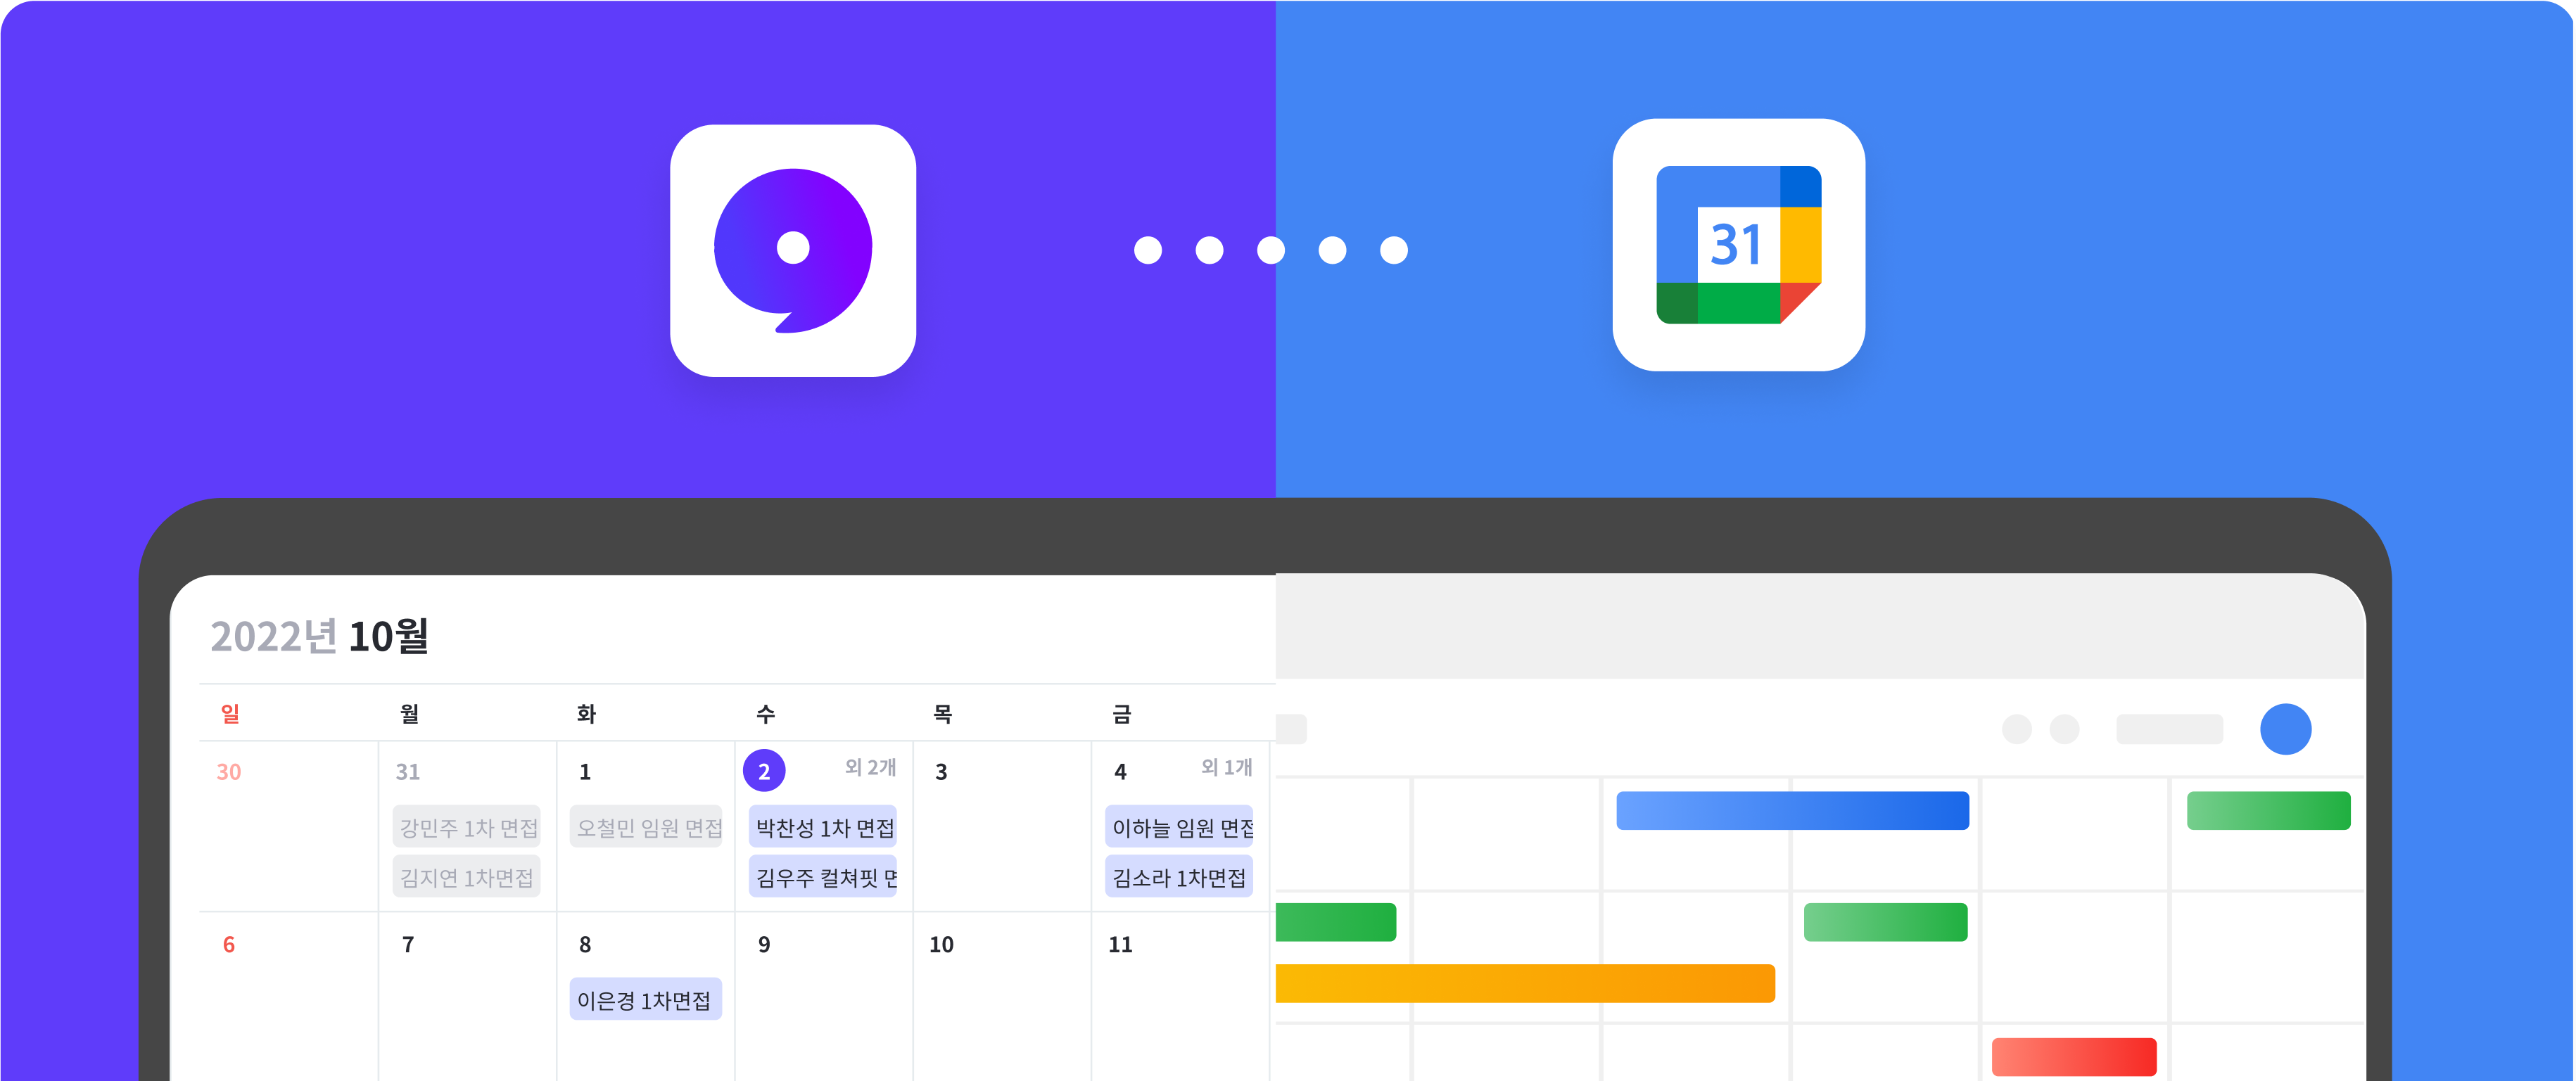 31
2022년 10월
일 월 화 수 목 금
30 31 1 2 외 2개 3 4 외 1개
강민주 1차 면접 오철민 임원 면접 박찬성 1차 면접 이하늘 임원 면접
김지연 1차면접 김우주 컬쳐핏 김소라 1차면접
6 7 8 9 10 11
이은경 1차면접